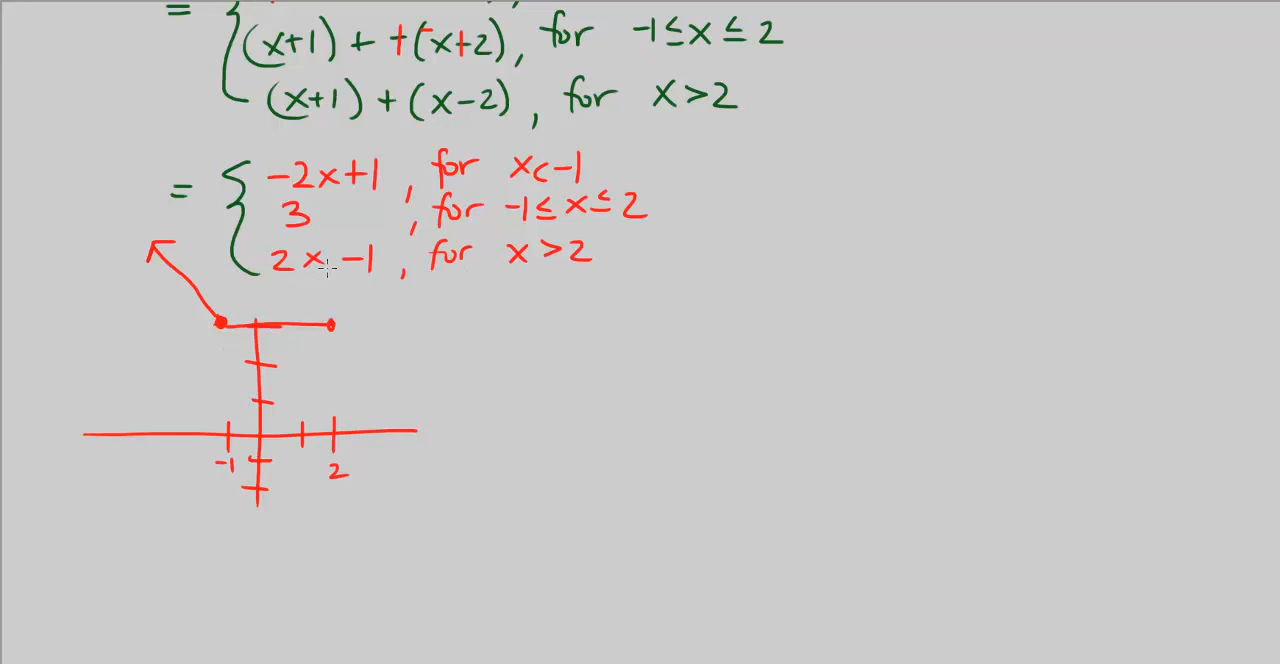 =
(x+1) + +(-x+2), for -1≤x≤2
(x+1) + (x-2), for x>2
= { -2x+1, for x<-1
3, for -1≤x≤2
2x-1, for x>2
-1 2